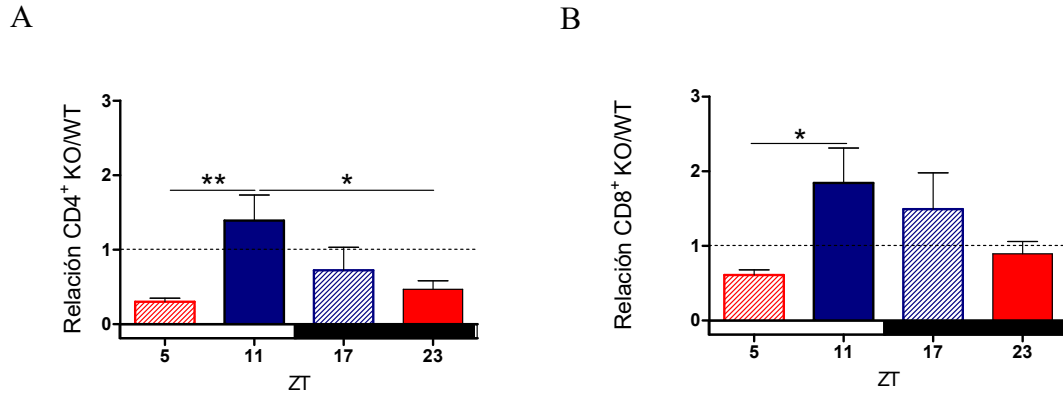 A
Relación CD4⁺ KO/WT
3
2
1
0
**
*
5 11 17 23
ZT
B
Relación CD8⁺ KO/WT
3
2
1
0
*
5 11 17 23
ZT